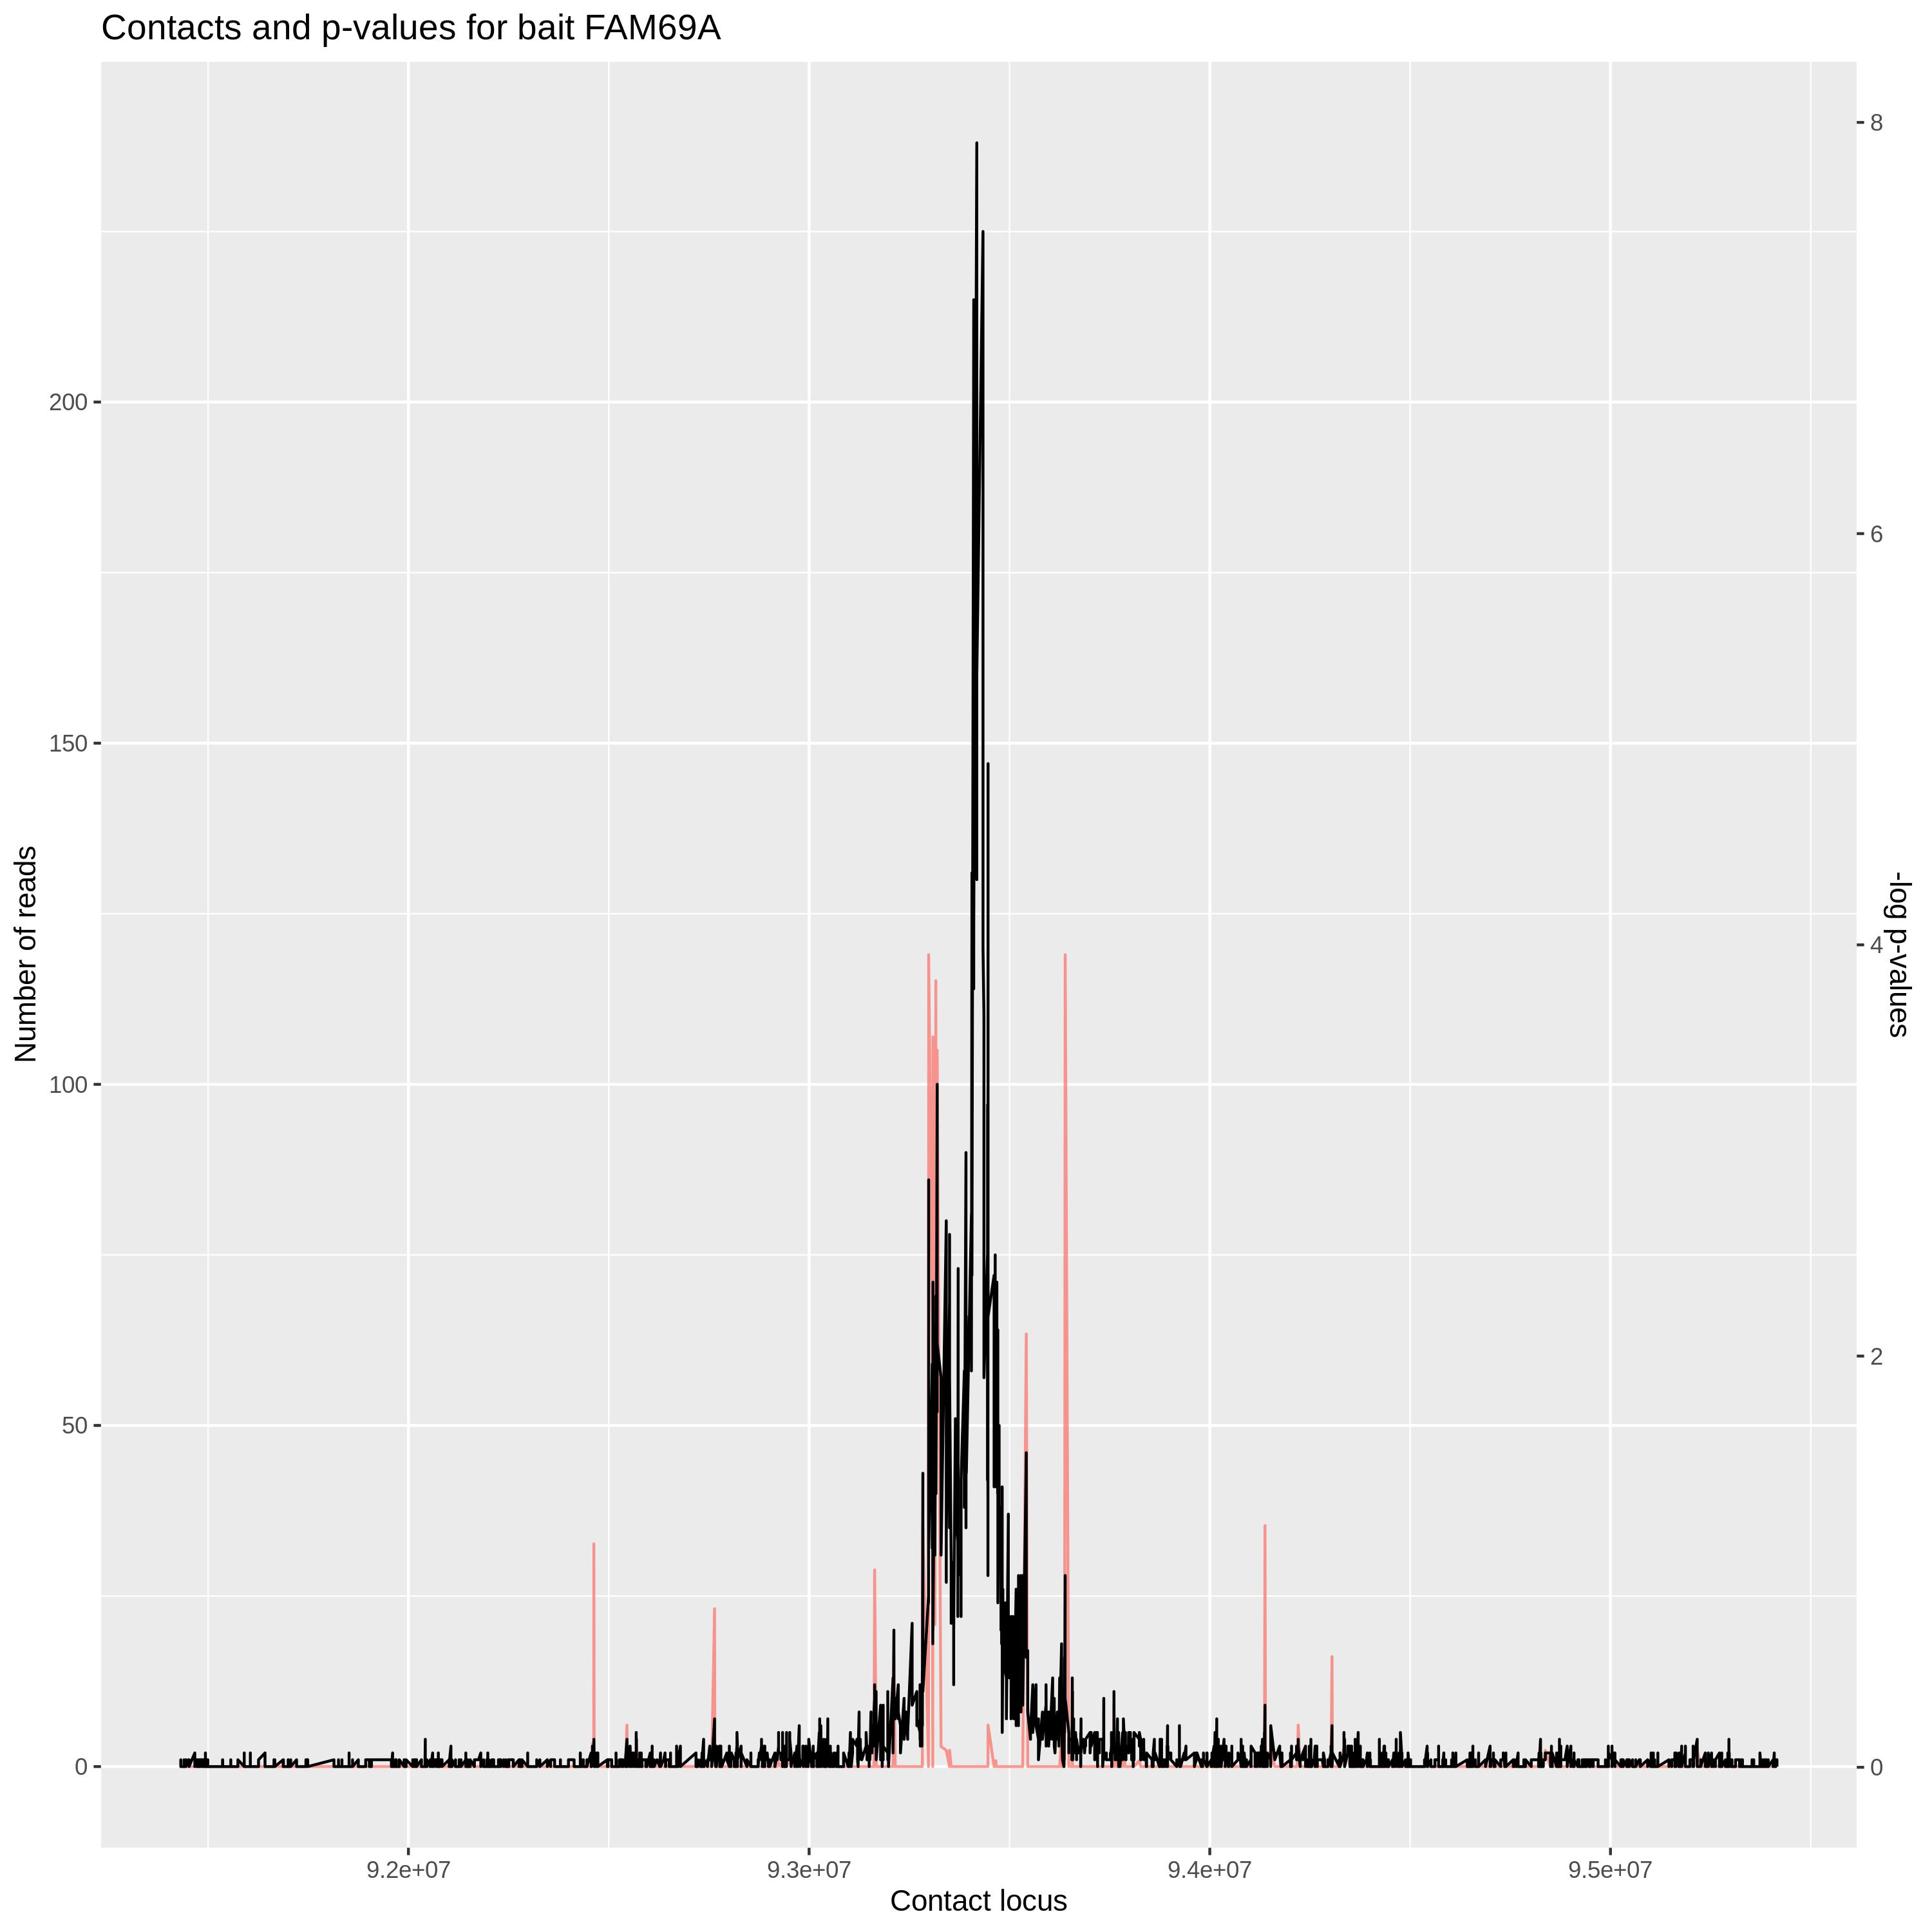 Contacts and p-values for bait FAM69A
8
6
4
2
0
200
150
100
50
0
Number of reads
-log p-values
9.2e+07 9.3e+07 9.4e+07 9.5e+07
Contact locus